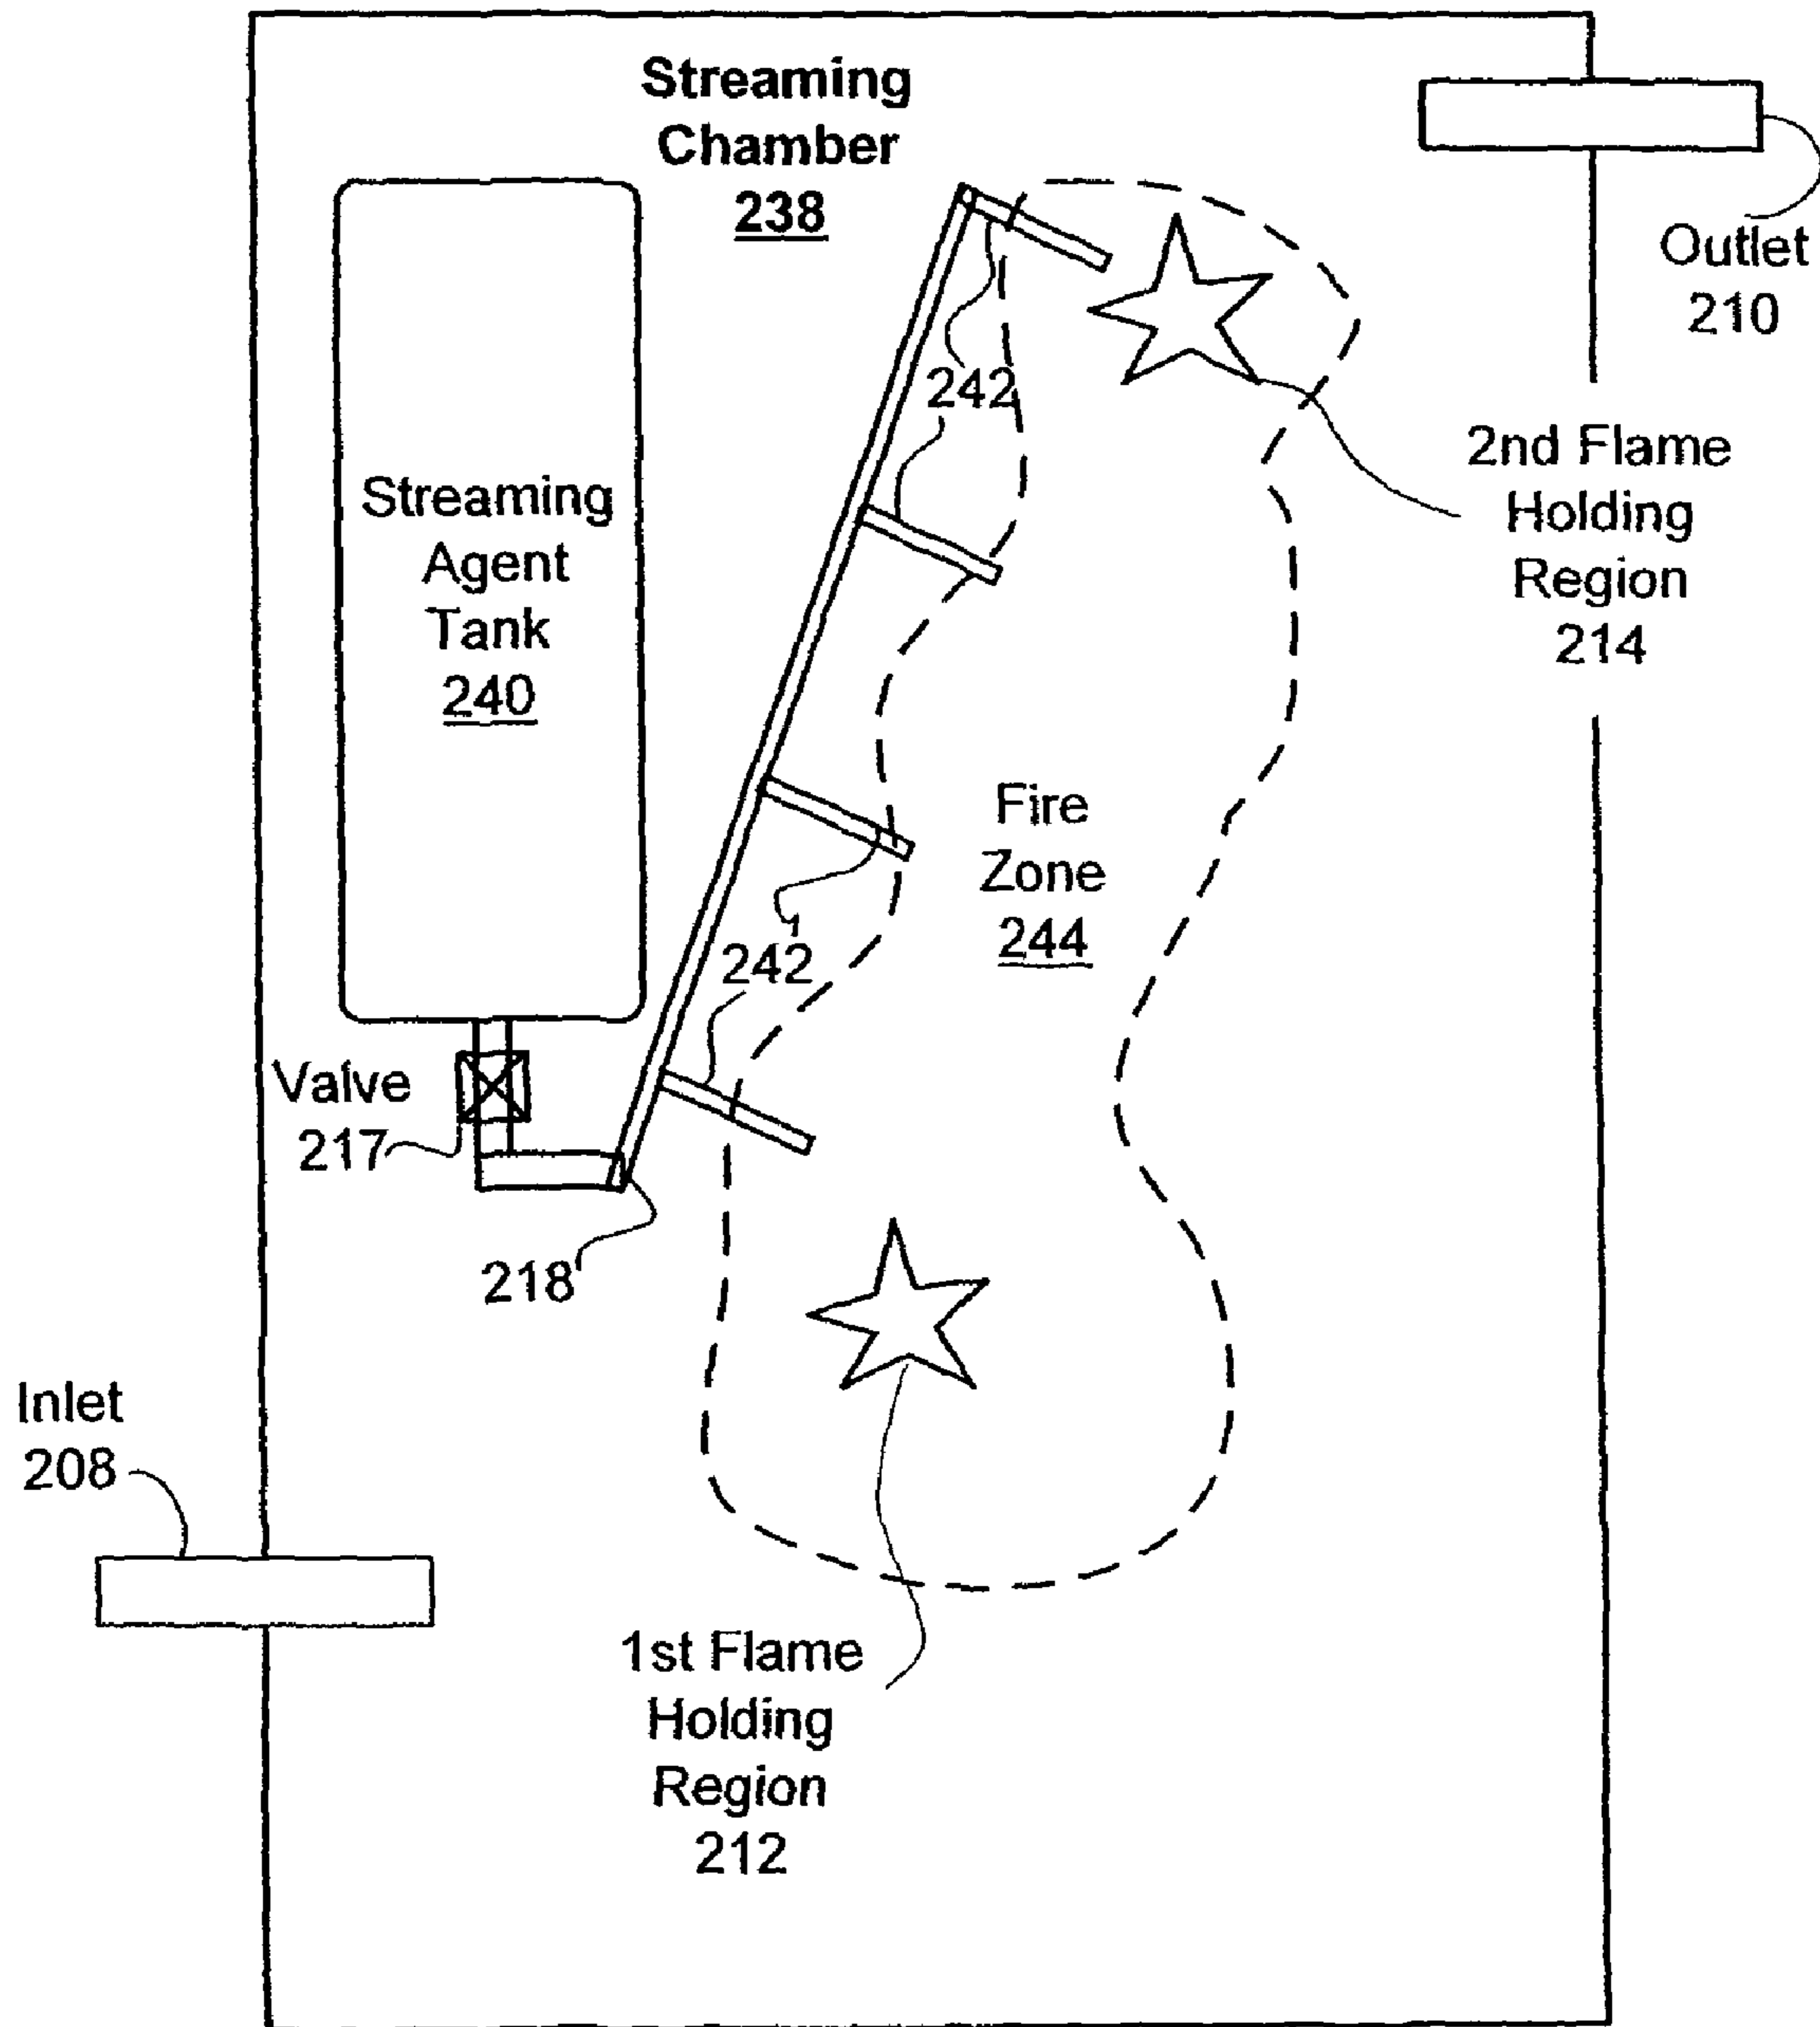 Streaming
Chamber
238
Outlet
210
242
2nd Flame
Holding
Region
214
Streaming
Agent
Tank
240
Fire
Zone
244
242
Valve
217
218
Inlet
208
1st Flame
Holding
Region
212